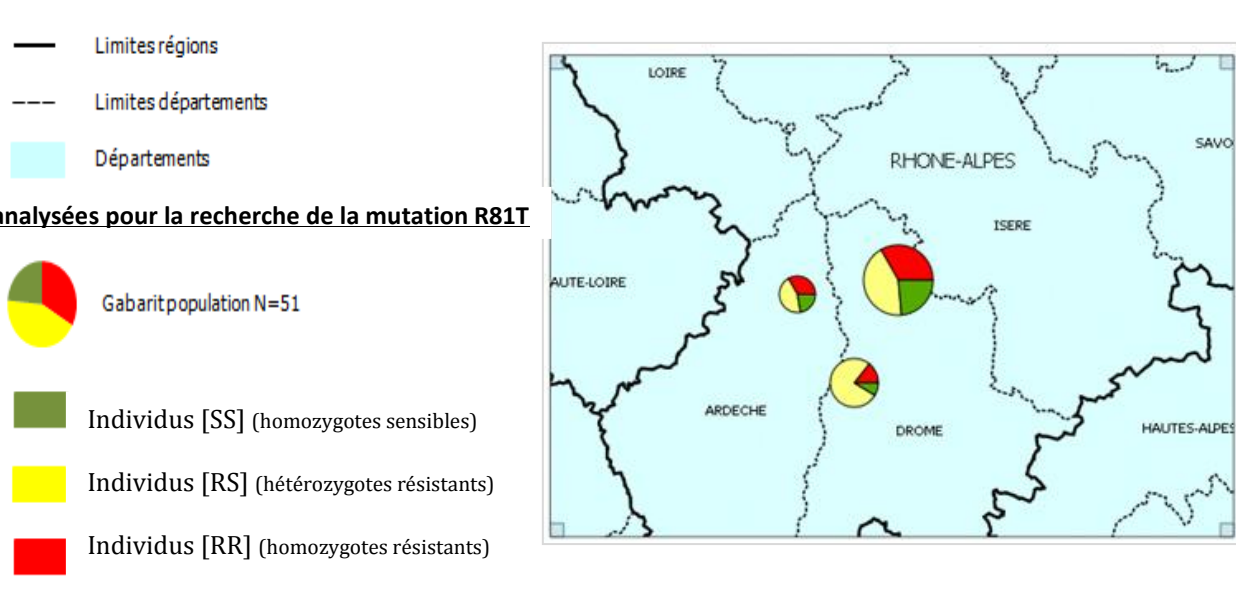 Limites régions
Limites départements
Départements
analysées pour la recherche de la mutation R81T
Gabarit population N=51
Individus [SS] (homozygotes sensibles)
Individus [RS] (hétérozygotes résistants)
Individus [RR] (homozygotes résistants)
LOIRE
SAVO
RHONE-ALPES
ISERE
AUTE-LOIRE
ARDECHE
DROME
HAUTES-ALPES